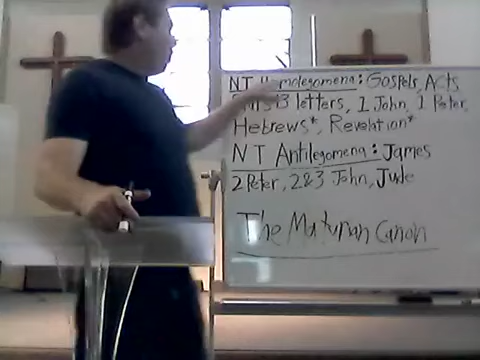 NT Homolegomena: Gospels, Acts
13 letters, 1 John, 1 Peter,
Hebrews*, Revelation*
NT Antilegomena: James
2 Peter, 2&3 John, Jude
The Canon